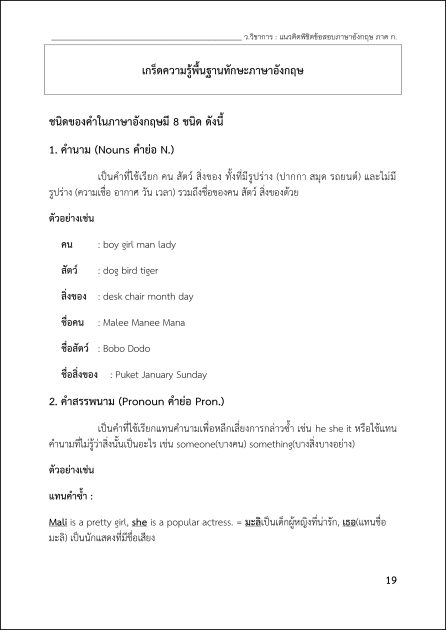 ว.วิชาการ : แนวคิดพิชิตข้อสอบภาษาอังกฤษ ภาค ก.
เกร็ดความรู้พื้นฐานทักษะภาษาอังกฤษ
ชนิดของคำในภาษาอังกฤษมี 8 ชนิด ดังนี้
1. คำนาม (Nouns คำย่อ N.)
เป็นคำที่ใช้เรียก คน สัตว์ สิ่งของ ทั้งที่มีรูปร่าง (ปากกา สมุด รถยนต์) และไม่มี
รูปร่าง (ความเชื่อ อากาศ วัน เวลา) รวมถึงชื่อของคน สัตว์ สิ่งของด้วย
ตัวอย่างเช่น
คน : boy girl man lady
สัตว์ : dog bird tiger
สิ่งของ : desk chair month day
ชื่อคน : Malee Manee Mana
ชื่อสัตว์ : Bobo Dodo
ชื่อสิ่งของ : Puket January Sunday
2. คำสรรพนาม (Pronoun คำย่อ Pron.)
เป็นคำที่ใช้เรียกแทนคำนามเพื่อหลีกเลี่ยงการกล่าวซ้ำ เช่น he she it หรือใช้แทน
คำนามที่ไม่รู้ว่าสิ่งนั้นเป็นอะไร เช่น someone(บางคน) something(บางสิ่งบางอย่าง)
ตัวอย่างเช่น
แทนคำซ้ำ :
Mali is a pretty girl, she is a popular actress. = มะลิเป็นเด็กผู้หญิงที่น่ารัก, เธอ(แทนชื่อ
มะลิ) เป็นนักแสดงที่มีชื่อเสียง
19